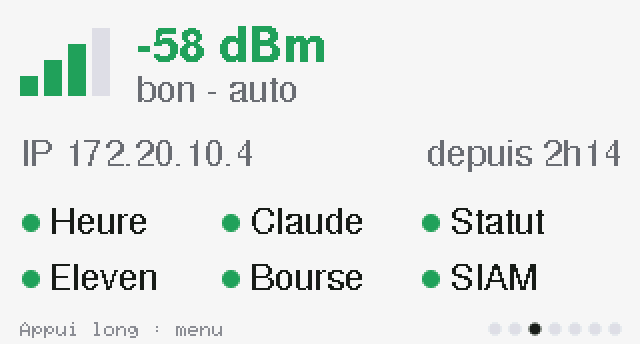 -58 dBm
bon - auto
IP 172.20.10.4 depuis 2h14
Heure Claude Statut
Eleven Bourse SIAM
Appui long : menu